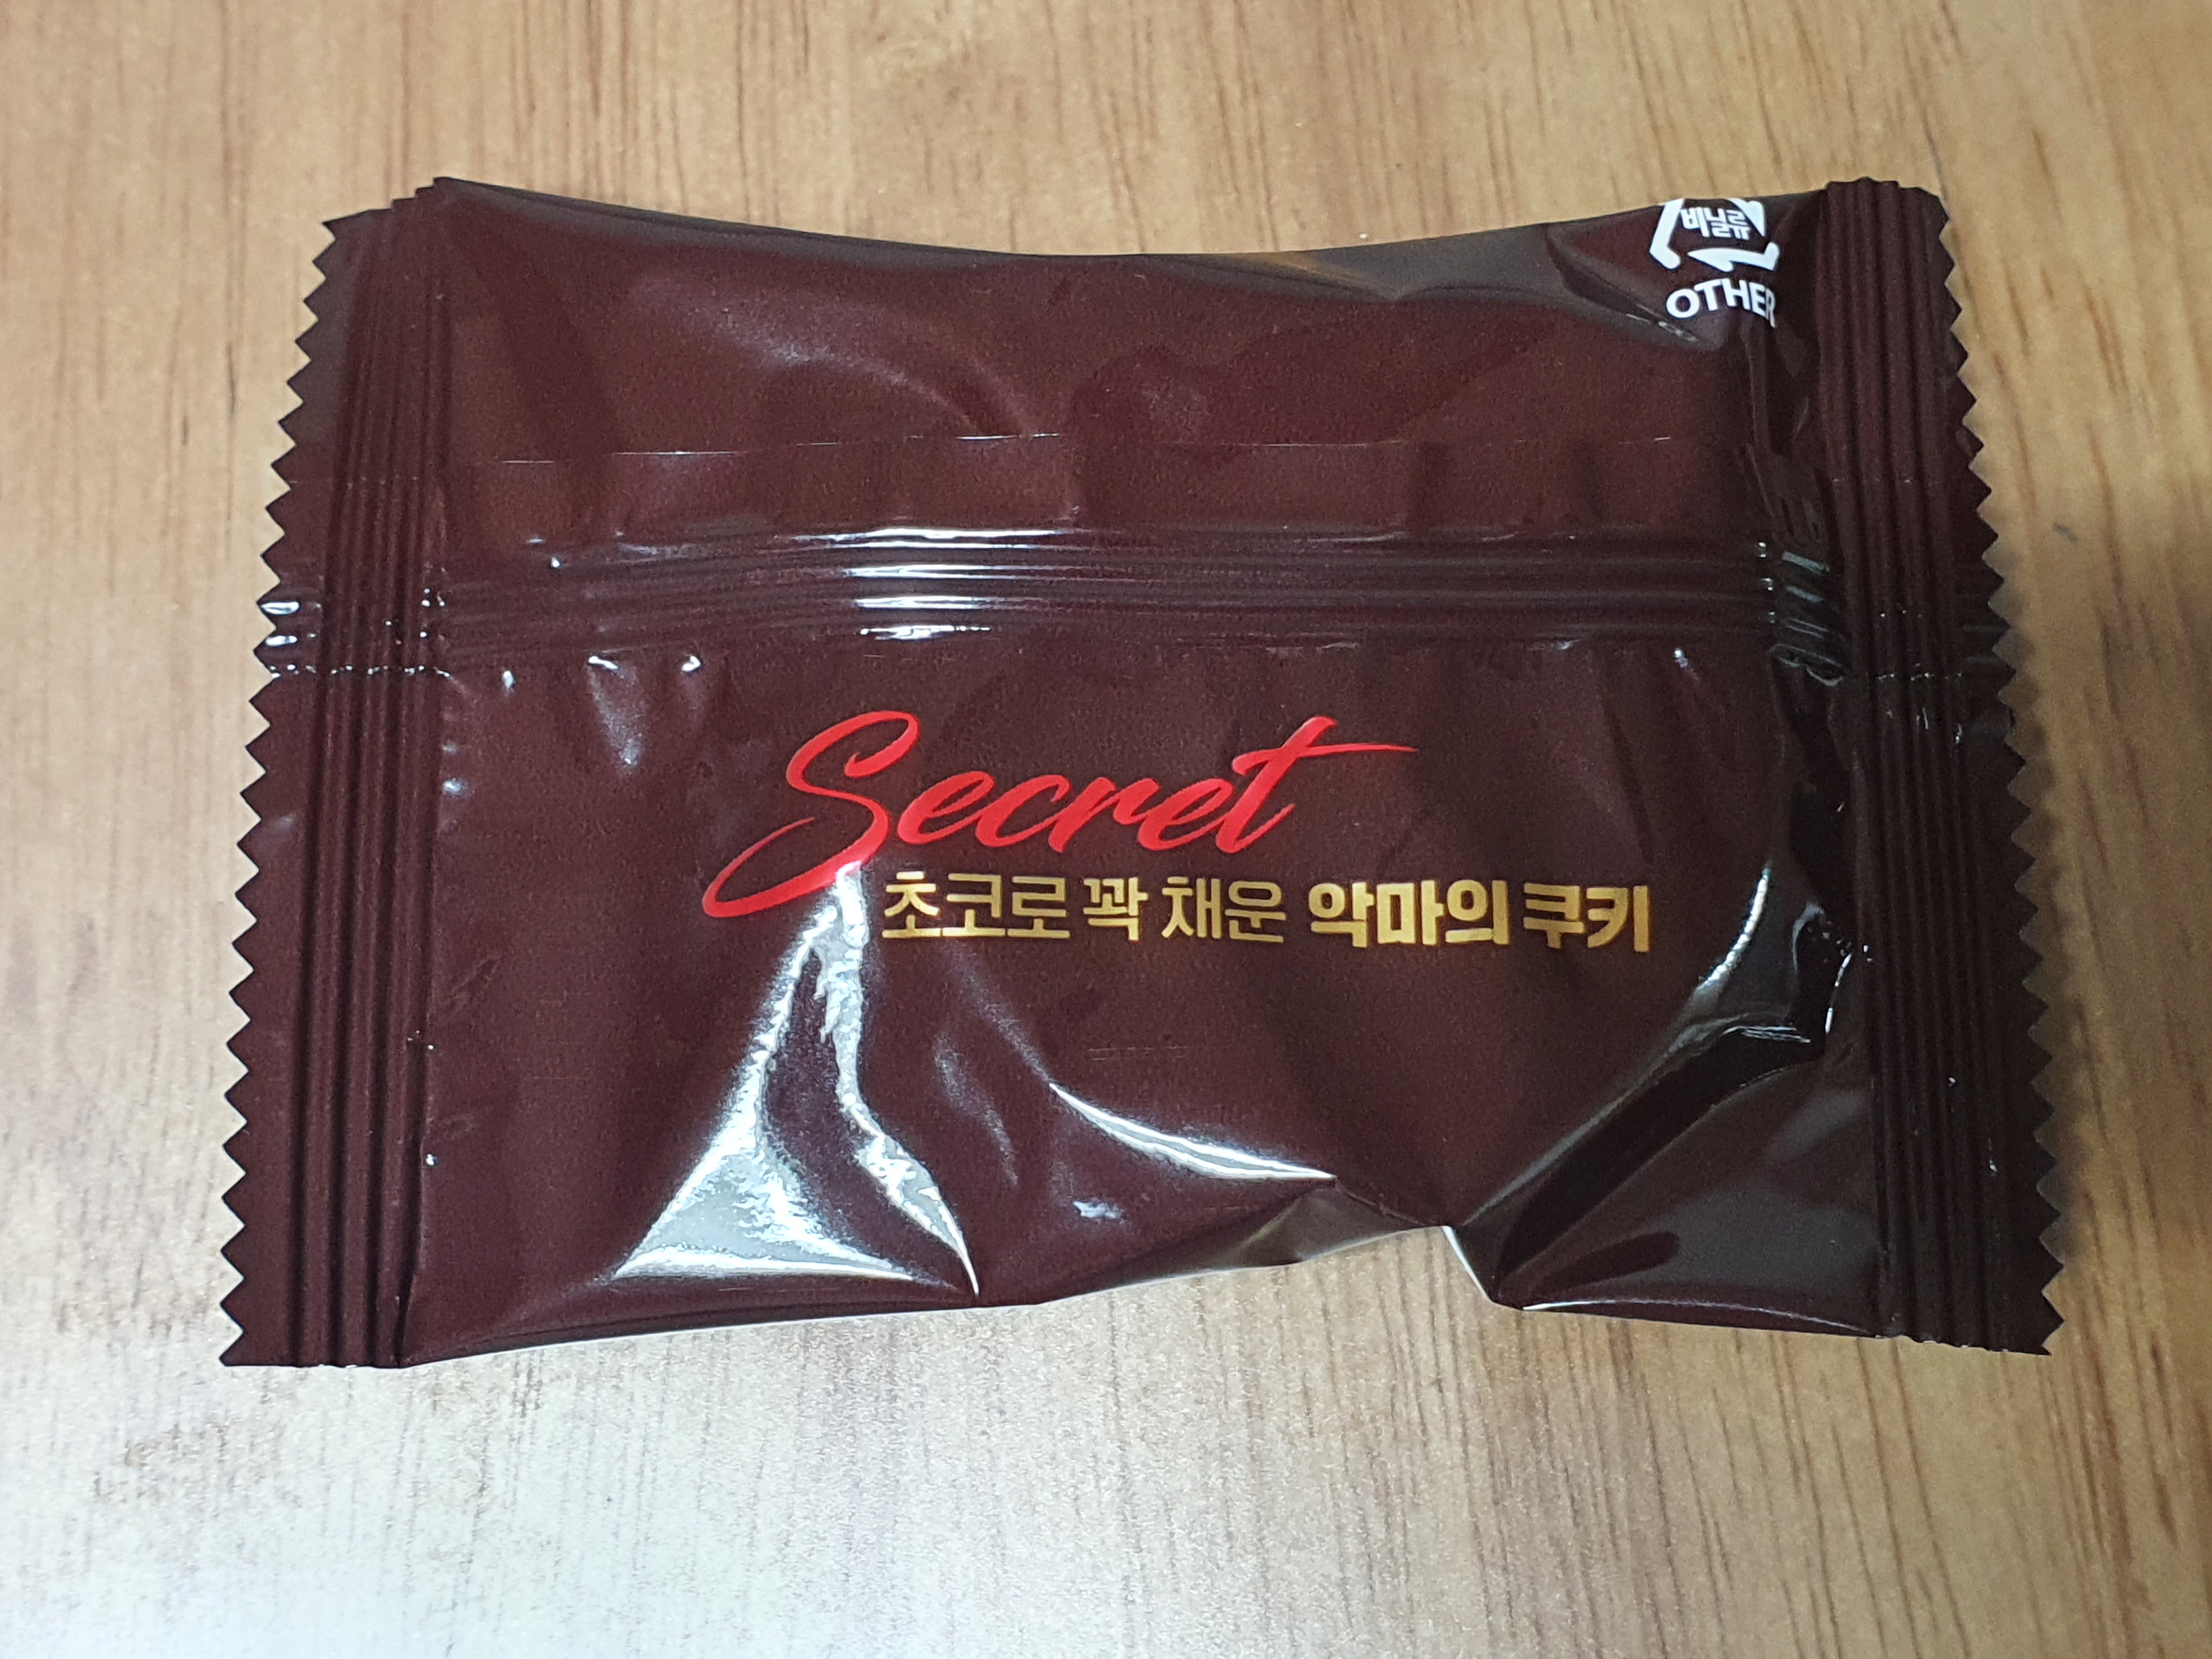 비닐류
OTHER
Secret
초코로 꽉 채운 악마의 쿠키